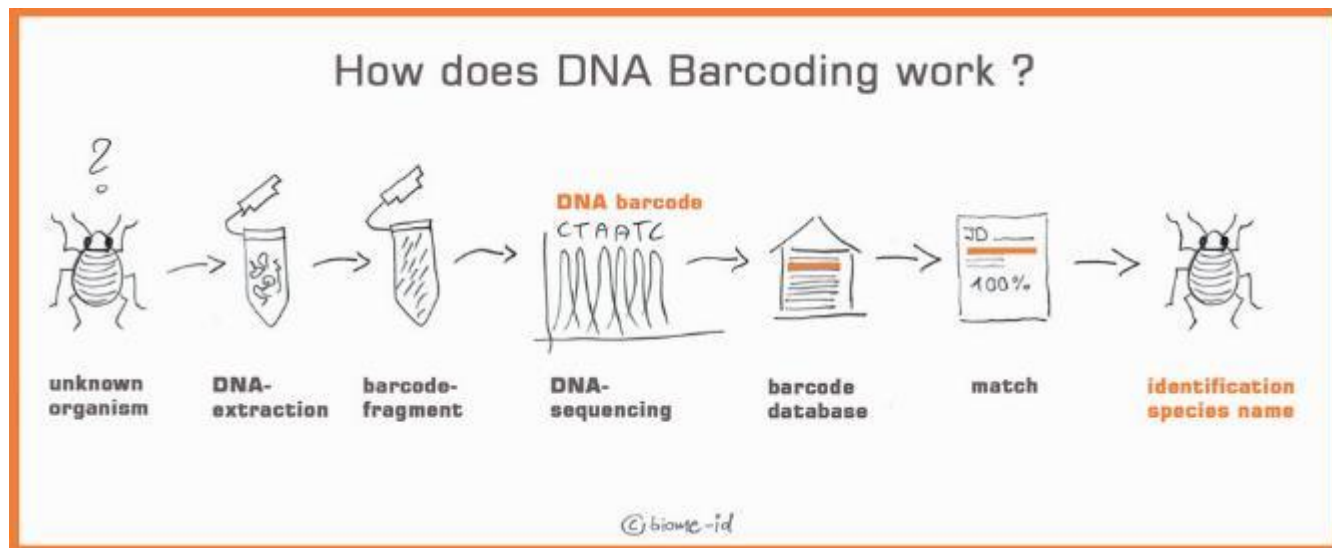 How does DNA Barcoding work ?
?
DNA barcode
CTAATC
ID
100%
unknown
organism
DNA-
extraction
barcode-
fragment
DNA-
sequencing
barcode
database
match
identification
species name
© biome-id